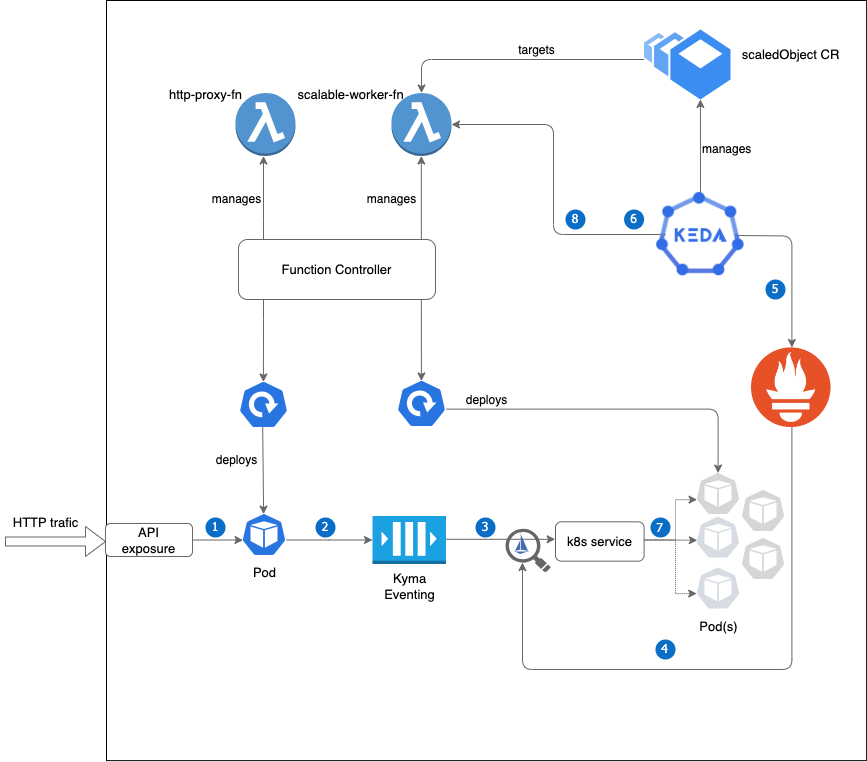 targets
scaledObject CR
http-proxy-fn
scalable-worker-fn
manages
manages
manages
8
6
KEDA
Function Controller
5
deploys
deploys
HTTP trafic
API
exposure
1
2
3
k8s service
7
Pod
Kyma
Eventing
Pod(s)
4